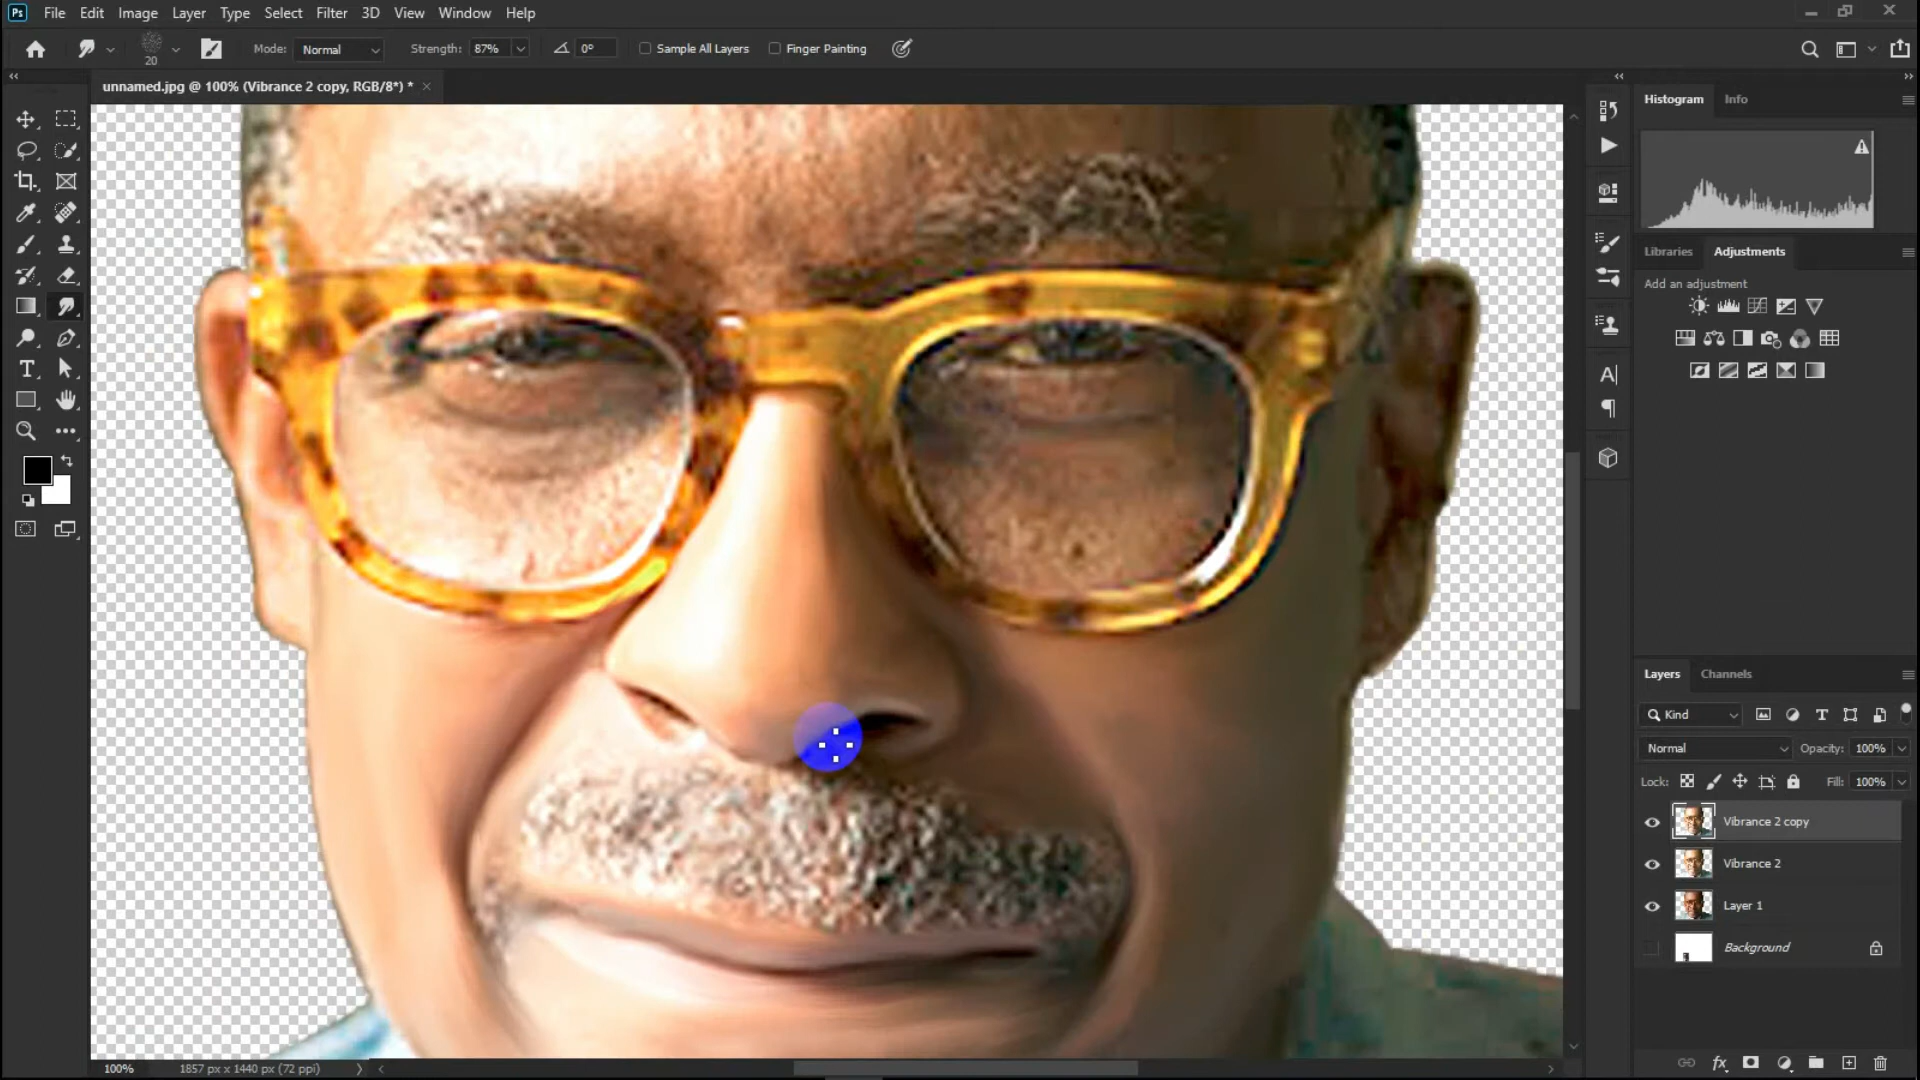 Ps File Edit Image Layer Type Select Filter 3D View Window Help
20 Mode: Normal Strength: 87% 0° Sample All Layers Finger Painting
unnamed.jpg @ 100% (Vibrance 2 copy, RGB/8*) *
Histogram Info
Libraries Adjustments
Add an adjustment
Layers Channels
Kind
Normal Opacity: 100%
Lock: Fill: 100%
Vibrance 2 copy
Vibrance 2
Layer 1
Background
100% 1857 px x 1440 px (72 ppi)